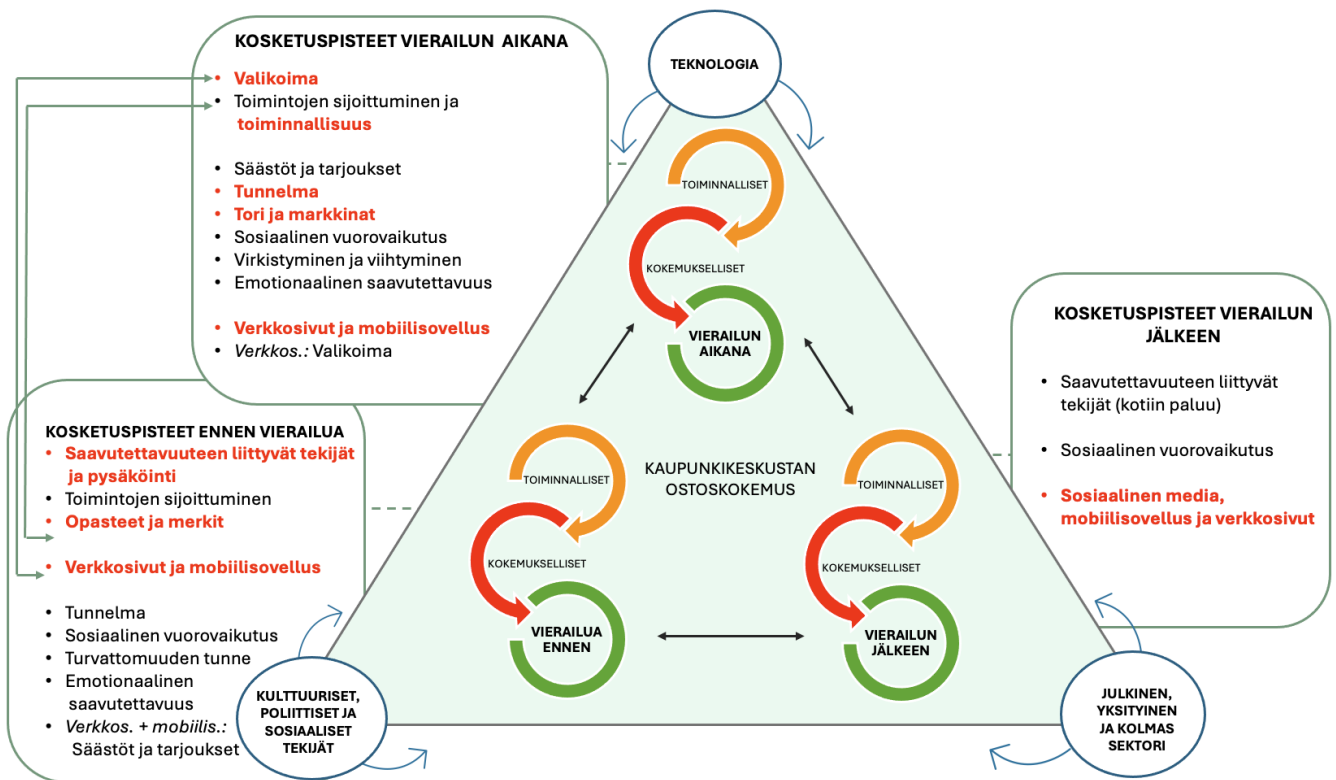 KOSKETUSPISTEET VIERAILUN AIKANA
• Valikoima
• Toimintojen sijoittuminen ja
toiminnallisuus
• Säästöt ja tarjoukset
• Tunnelma
• Tori ja markkinat
• Sosiaalinen vuorovaikutus
• Virkistyminen ja viihtyminen
• Emotionaalinen saavutettavuus
• Verkkosivut ja mobiilisovellus
• Verkkos.: Valikoima
KOSKETUSPISTEET ENNEN VIERAILUA
• Saavutettavuuteen liittyvät tekijät
ja pysäköinti
• Toimintojen sijoittuminen
• Opasteet ja merkit
• Verkkosivut ja mobiilisovellus
• Tunnelma
• Sosiaalinen vuorovaikutus
• Turvattomuuden tunne
• Emotionaalinen
saavutettavuus
• Verkkos. + mobiilis.:
Säästöt ja tarjoukset
TEKNOLOGIA
TOIMINNALLISET
KOKEMUKSELLISET
VIERAILUN
AIKANA
KAUPUNKIKESKUSTAN
OSTOSKOKEMUS
TOIMINNALLISET
KOKEMUKSELLISET
VIERAILUA
ENNEN
TOIMINNALLISET
KOKEMUKSELLISET
VIERAILUN
JÄLKEEN
KULTTUURISET,
POLIITTISET JA
SOSIAALISET
TEKIJÄT
JULKINEN,
YKSITYINEN
JA KOLMAS
SEKTORI
KOSKETUSPISTEET VIERAILUN
JÄLKEEN
• Saavutettavuuteen liittyvät
tekijät (kotiin paluu)
• Sosiaalinen vuorovaikutus
• Sosiaalinen media,
mobiilisovellus ja verkkosivut